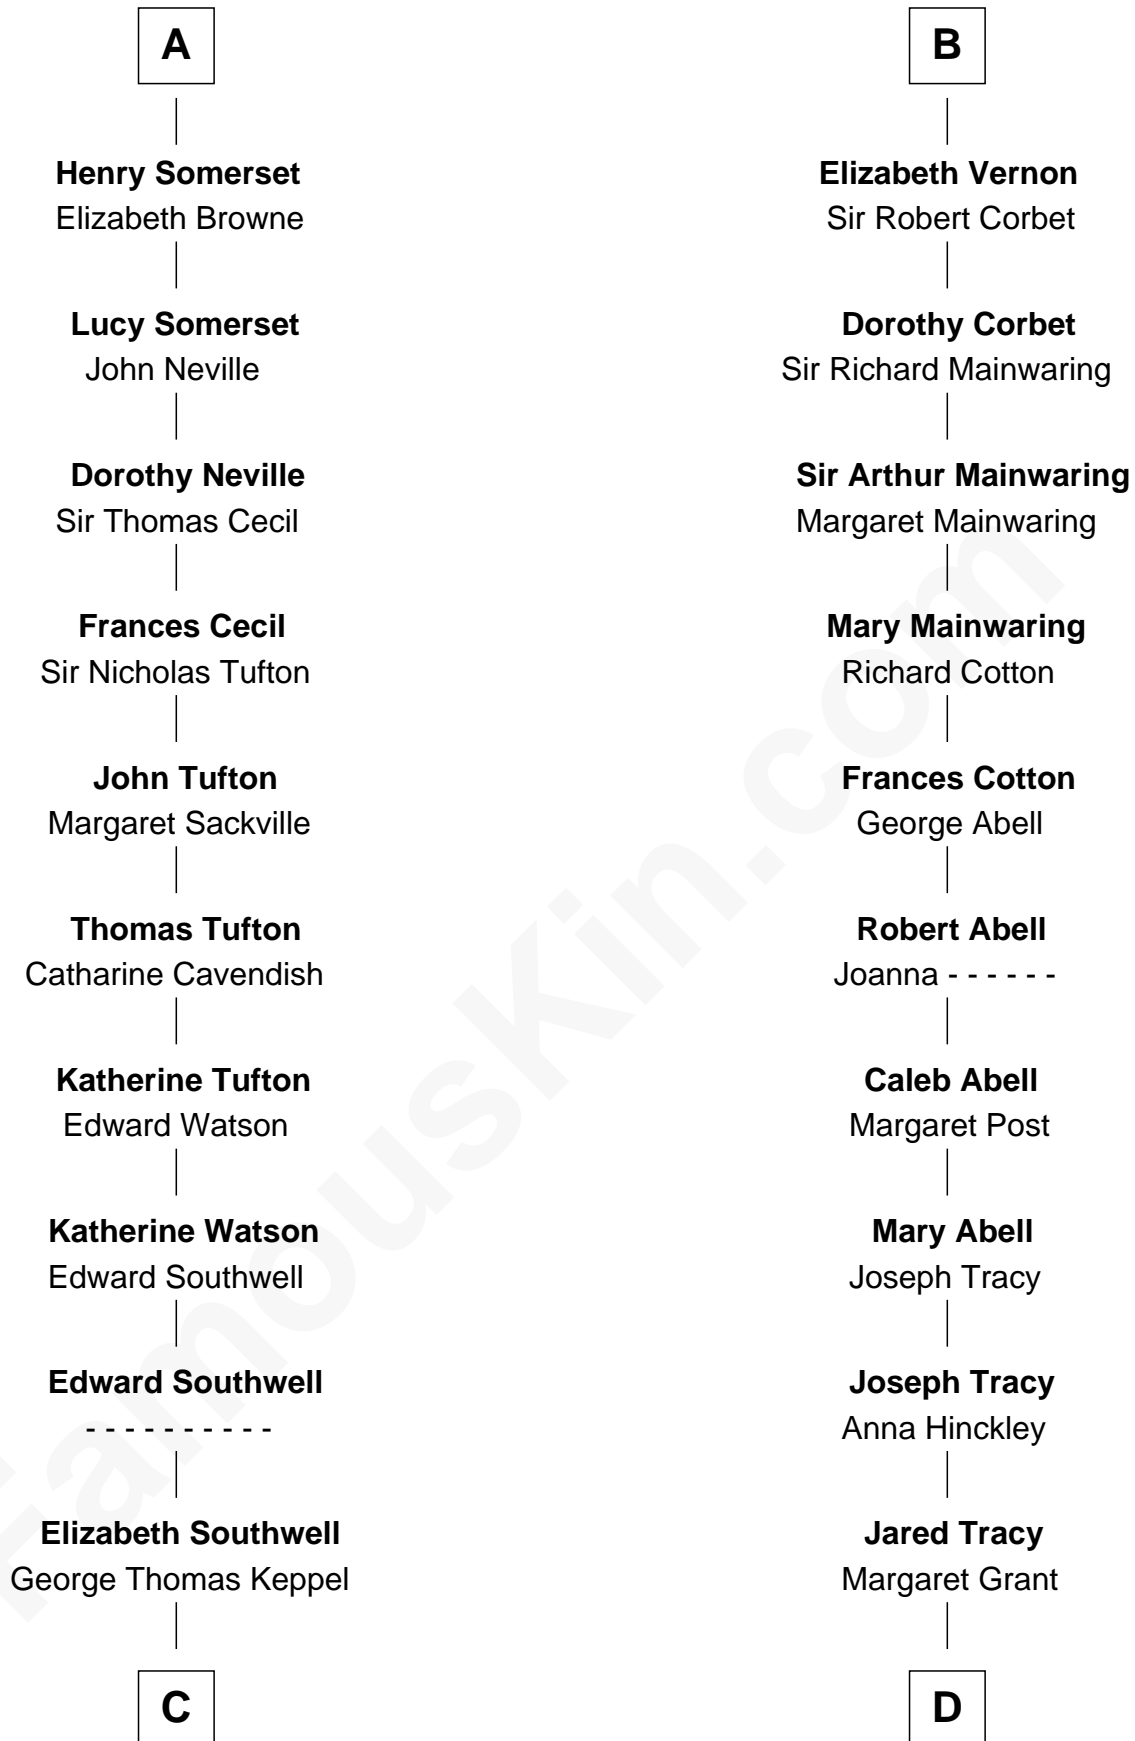 A
Henry Somerset
Elizabeth Browne
Lucy Somerset
John Neville
Dorothy Neville
Sir Thomas Cecil
Frances Cecil
Sir Nicholas Tufton
John Tufton
Margaret Sackville
Thomas Tufton
Catharine Cavendish
Katherine Tufton
Edward Watson
Katherine Watson
Edward Southwell
Edward Southwell
- - - - - - - - - -
Elizabeth Southwell
George Thomas Keppel
C
B
Elizabeth Vernon
Sir Robert Corbet
Dorothy Corbet
Sir Richard Mainwaring
Sir Arthur Mainwaring
Margaret Mainwaring
Mary Mainwaring
Richard Cotton
Frances Cotton
George Abell
Robert Abell
Joanna - - - - - -
Caleb Abell
Margaret Post
Mary Abell
Joseph Tracy
Joseph Tracy
Anna Hinckley
Jared Tracy
Margaret Grant
D
FamousKin.com